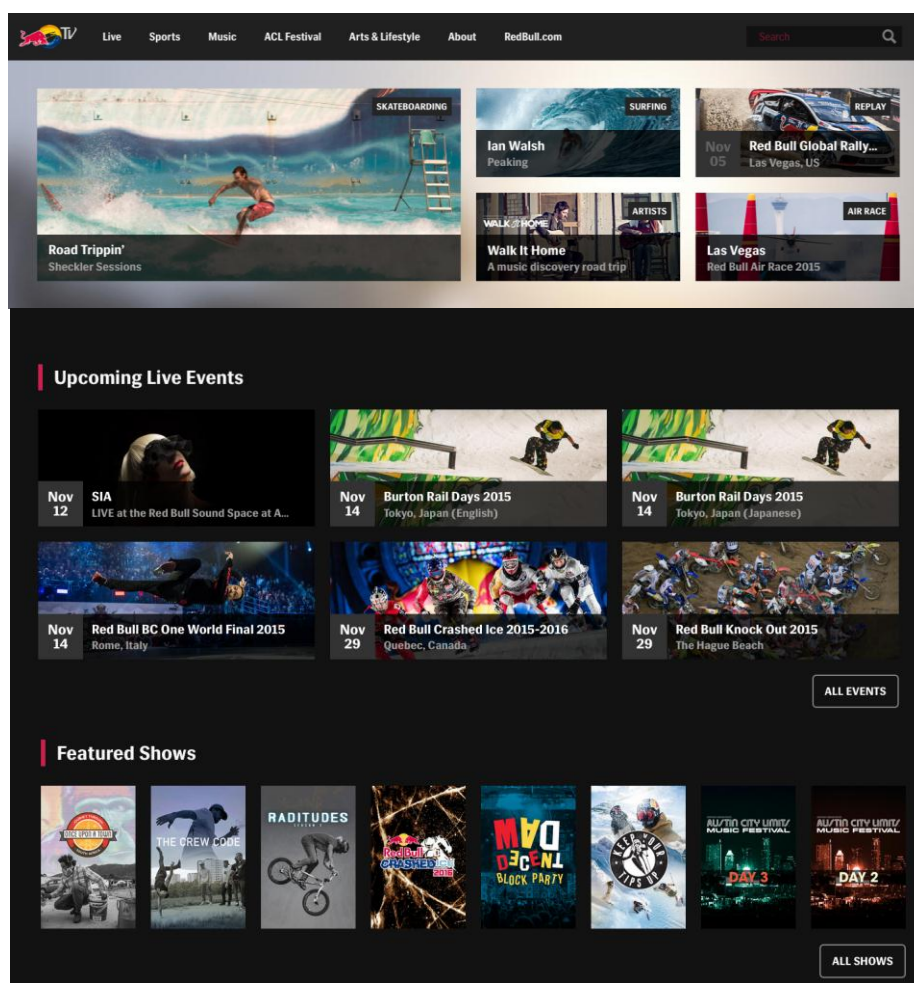 TV
Live Sports Music ACL Festival Arts & Lifestyle About RedBull.com Search
SKATEBOARDING
Road Trippin'
Sheckler Sessions
SURFING
Ian Walsh
Peaking
REPLAY
Nov
05
Red Bull Global Rally...
Las Vegas, US
ARTISTS
WALK IT HOME
Walk It Home
A music discovery road trip
AIR RACE
Las Vegas
Red Bull Air Race 2015
Upcoming Live Events
Nov
12
SIA
LIVE at the Red Bull Sound Space at A...
Nov
14
Burton Rail Days 2015
Tokyo, Japan (English)
Nov
14
Burton Rail Days 2015
Tokyo, Japan (Japanese)
Nov
14
Red Bull BC One World Final 2015
Rome, Italy
Nov
29
Red Bull Crashed Ice 2015-2016
Quebec, Canada
Nov
29
Red Bull Knock Out 2015
The Hague Beach
ALL EVENTS
Featured Shows
ONCE UPON A TOWN
THE CREW CODE
RADITUDES
Red Bull
CRASHED ICE
2016
MAD
DECENT
BLOCK PARTY
KEEP YOUR
TIPS UP
AUSTIN CITY LIMITS
MUSIC FESTIVAL
DAY 3
AUSTIN CITY LIMITS
MUSIC FESTIVAL
DAY 2
ALL SHOWS